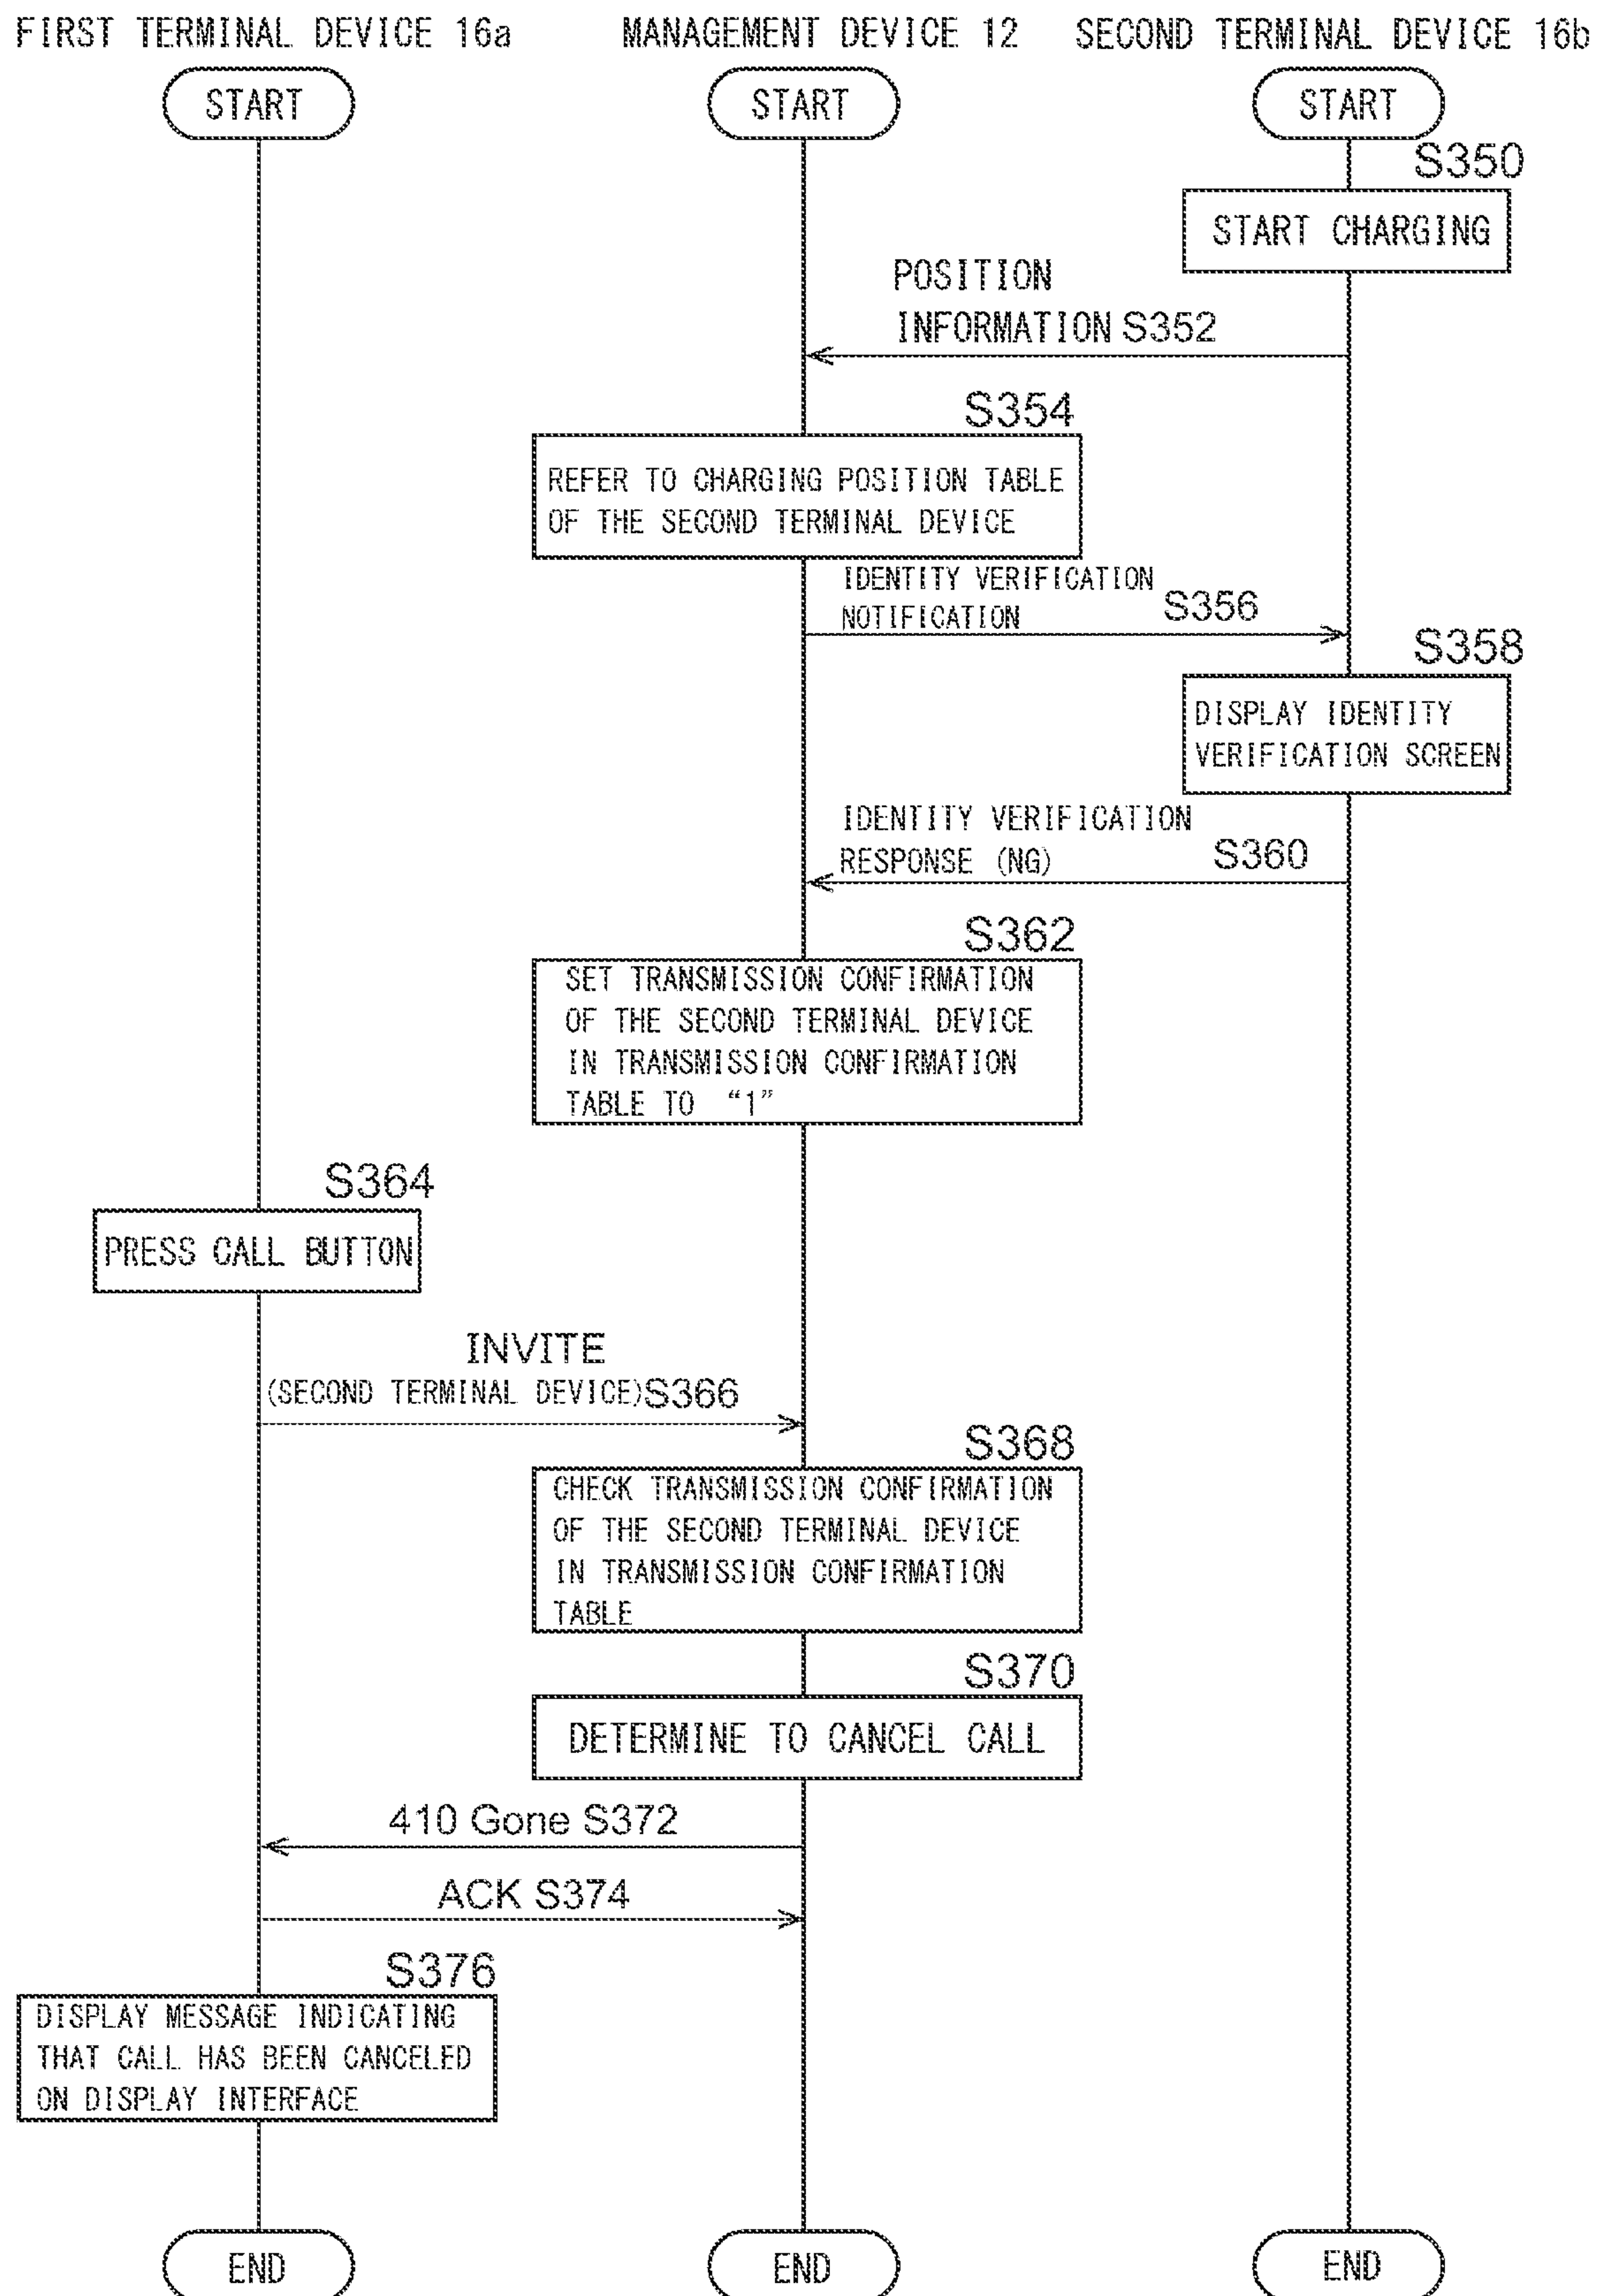 FIRST TERMINAL DEVICE 16a
MANAGEMENT DEVICE 12
SECOND TERMINAL DEVICE 16b
START
START
START
S350
START CHARGING
POSITION
INFORMATION S352
S354
REFER TO CHARGING POSITION TABLE
OF THE SECOND TERMINAL DEVICE
IDENTITY VERIFICATION
NOTIFICATION
S356
S358
DISPLAY IDENTITY
VERIFICATION SCREEN
IDENTITY VERIFICATION
RESPONSE (NG)
S360
S362
SET TRANSMISSION CONFIRMATION
OF THE SECOND TERMINAL DEVICE
IN TRANSMISSION CONFIRMATION
TABLE TO “1”
S364
PRESS CALL BUTTON
INVITE
(SECOND TERMINAL DEVICE)S366
S368
CHECK TRANSMISSION CONFIRMATION
OF THE SECOND TERMINAL DEVICE
IN TRANSMISSION CONFIRMATION
TABLE
S370
DETERMINE TO CANCEL CALL
410 Gone S372
ACK S374
S376
DISPLAY MESSAGE INDICATING
THAT CALL HAS BEEN CANCELED
ON DISPLAY INTERFACE
END
END
END